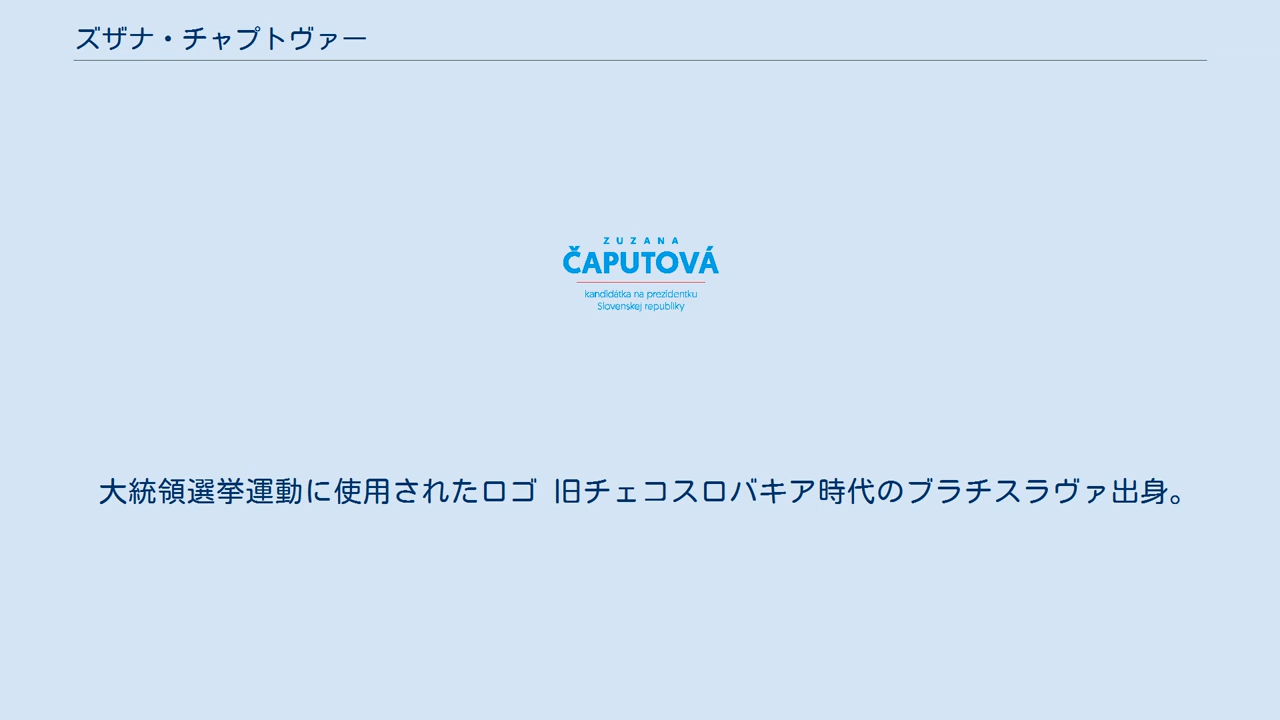 ズザナ・チャプトヴァー
ZUZANA
ČAPUTOVÁ
kandidátka na prezidentku
Slovenskej republiky
大統領選挙運動に使用されたロゴ 旧チェコスロバキア時代のブラチスラヴァ出身。